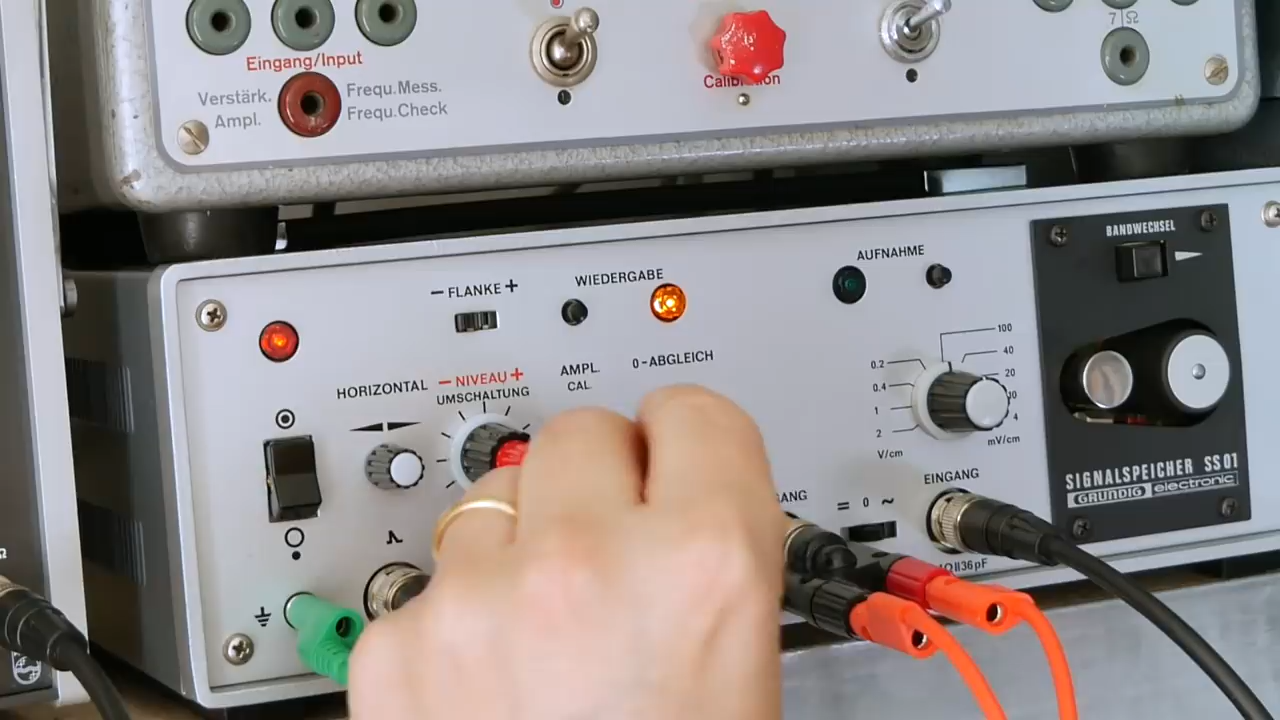 Eingang/Input
Verstärk.
Ampl.
Frequ.Mess.
Frequ.Check
7 Ω
− FLANKE +
WIEDERGABE
AUFNAHME
BANDWECHSEL
HORIZONTAL
− NIVEAU +
UMSCHALTUNG
AMPL.
CAL.
0-ABGLEICH
0.2
0.4
1
2
V/cm
100
40
20
10
4
mV/cm
= 0 ~
EINGANG
36pF
SIGNALSPEICHER SS01
GRUNDIG electronic